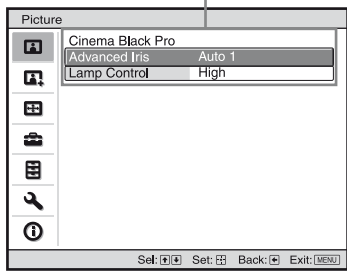 Picture
Cinema Black Pro
Advanced Iris Auto 1
Lamp Control High
Sel: Set: Back: Exit: MENU